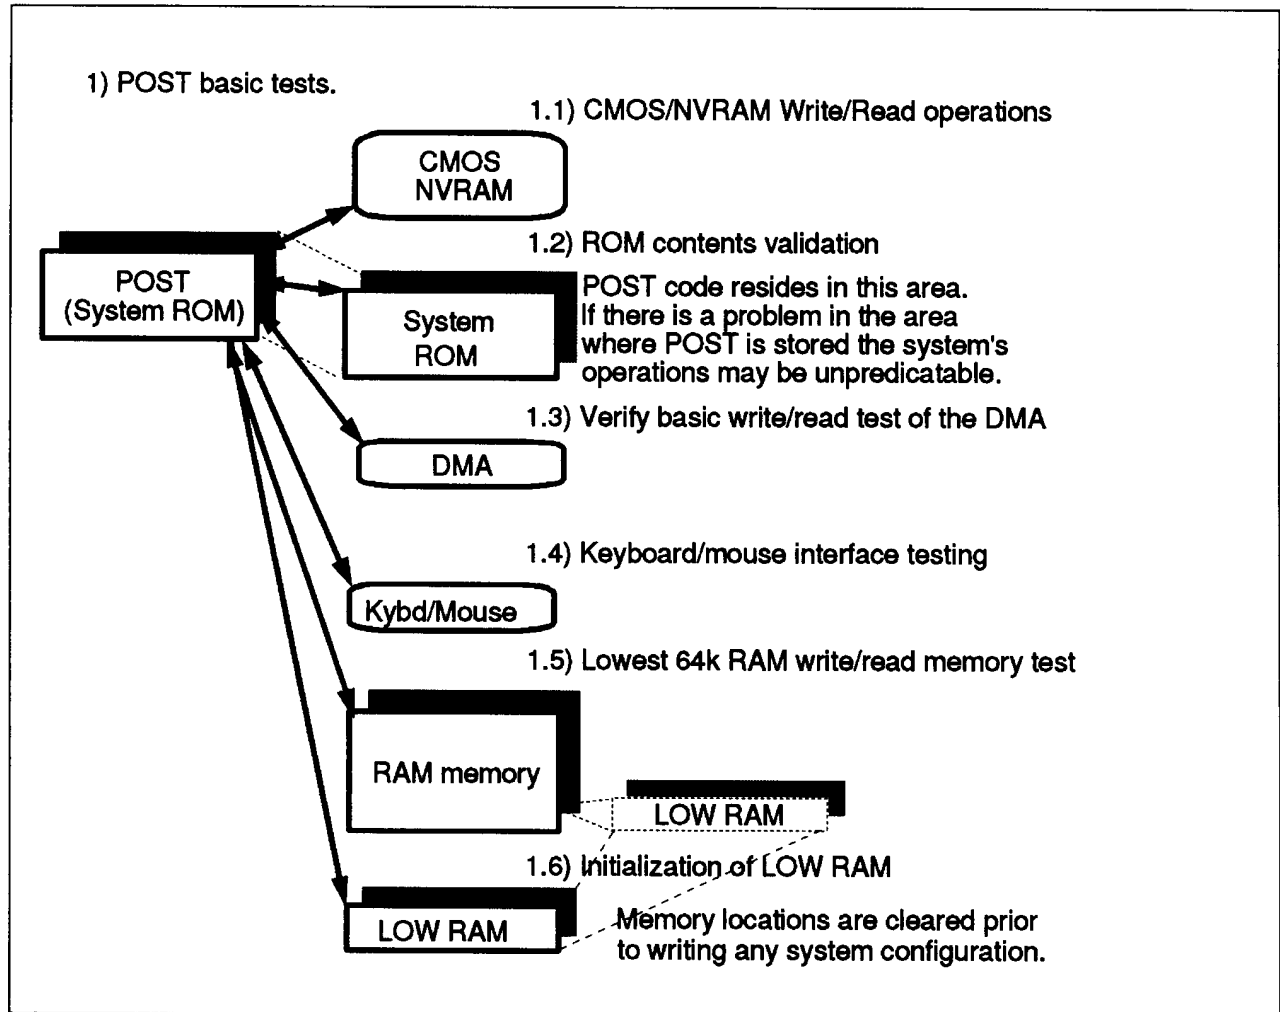 1) POST basic tests.
1.1) CMOS/NVRAM Write/Read operations
CMOS
NVRAM
1.2) ROM contents validation
POST
(System ROM)
POST code resides in this area.
If there is a problem in the area
where POST is stored the system's
operations may be unpredicatable.
System
ROM
1.3) Verify basic write/read test of the DMA
DMA
1.4) Keyboard/mouse interface testing
Kybd/Mouse
1.5) Lowest 64k RAM write/read memory test
RAM memory
LOW RAM
1.6) Initialization of LOW RAM
LOW RAM
Memory locations are cleared prior
to writing any system configuration.